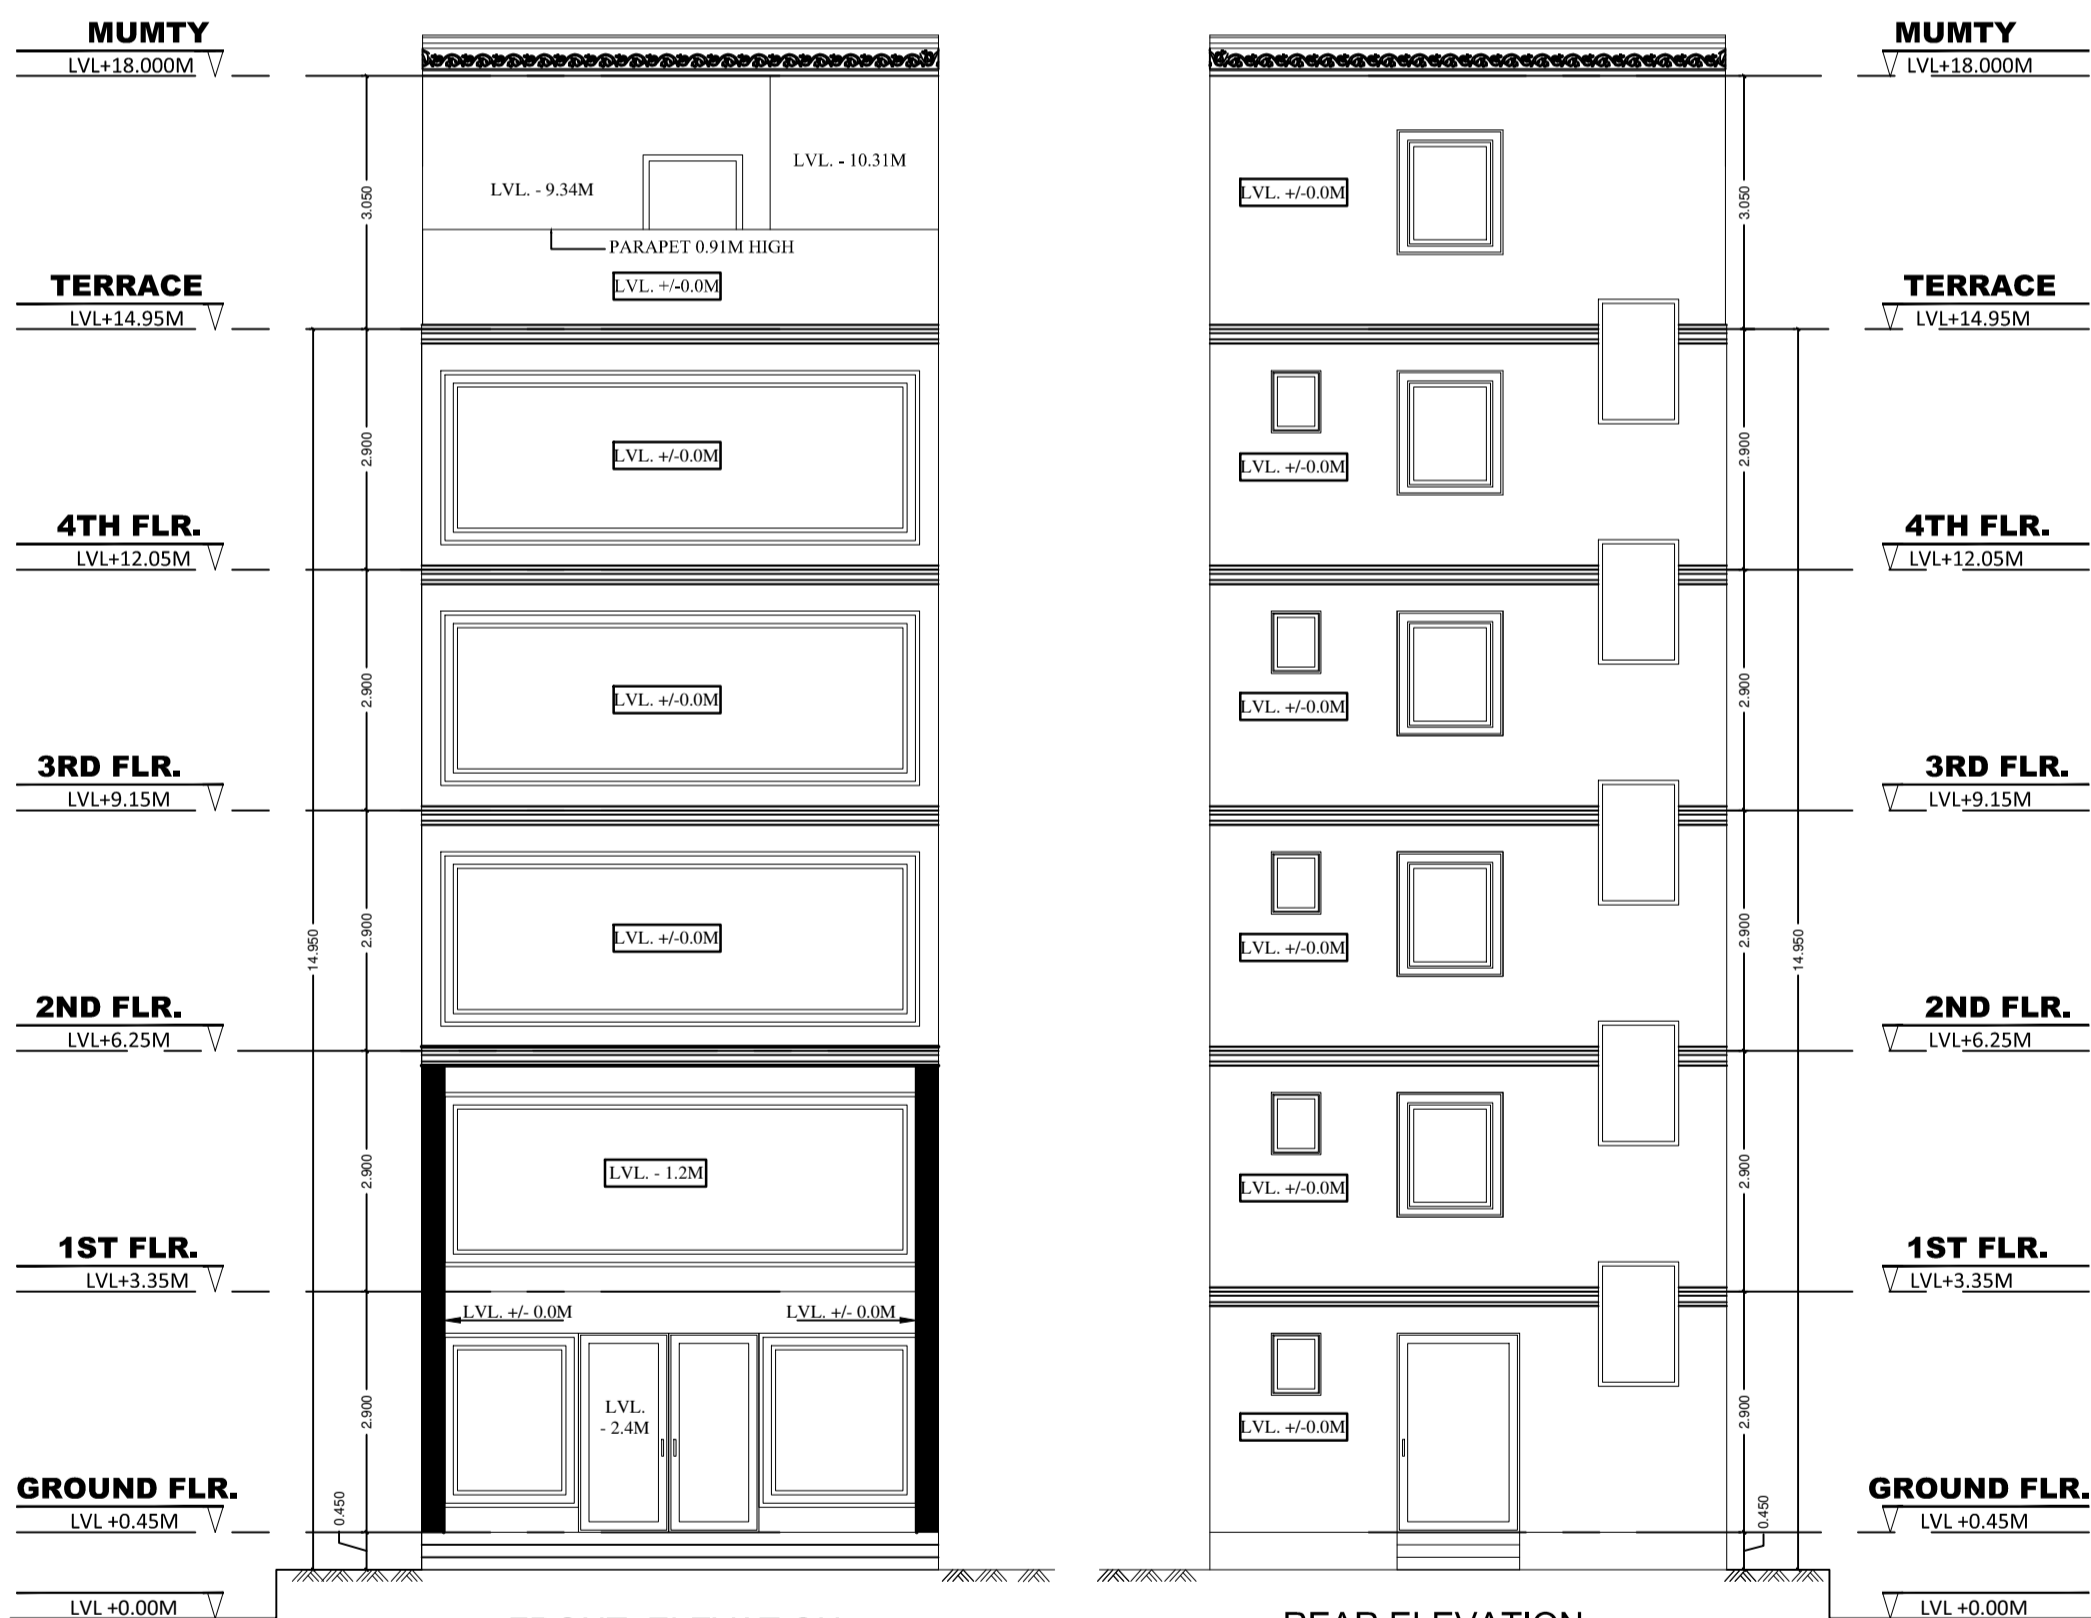 MUMTY
LVL+18.000M
3.050
LVL. - 9.34M
LVL. - 10.31M
PARAPET 0.91M HIGH
LVL. +/-0.0M
TERRACE
LVL+14.95M
2.900
LVL. +/-0.0M
4TH FLR.
LVL+12.05M
2.900
LVL. +/-0.0M
3RD FLR.
LVL+9.15M
2.900
14.950
LVL. +/-0.0M
2ND FLR.
LVL+6.25M
2.900
LVL. - 1.2M
1ST FLR.
LVL+3.35M
LVL. +/- 0.0M
LVL. +/- 0.0M
2.900
LVL.
- 2.4M
GROUND FLR.
LVL +0.45M
0.450
LVL +0.00M
FRONT ELEVATION
MUMTY
LVL+18.000M
3.050
LVL. +/-0.0M
TERRACE
LVL+14.95M
2.900
LVL. +/-0.0M
4TH FLR.
LVL+12.05M
2.900
LVL. +/-0.0M
3RD FLR.
LVL+9.15M
2.900
14.950
LVL. +/-0.0M
2ND FLR.
LVL+6.25M
2.900
LVL. +/-0.0M
1ST FLR.
LVL+3.35M
2.900
LVL. +/-0.0M
GROUND FLR.
LVL +0.45M
0.450
LVL +0.00M
REAR ELEVATION